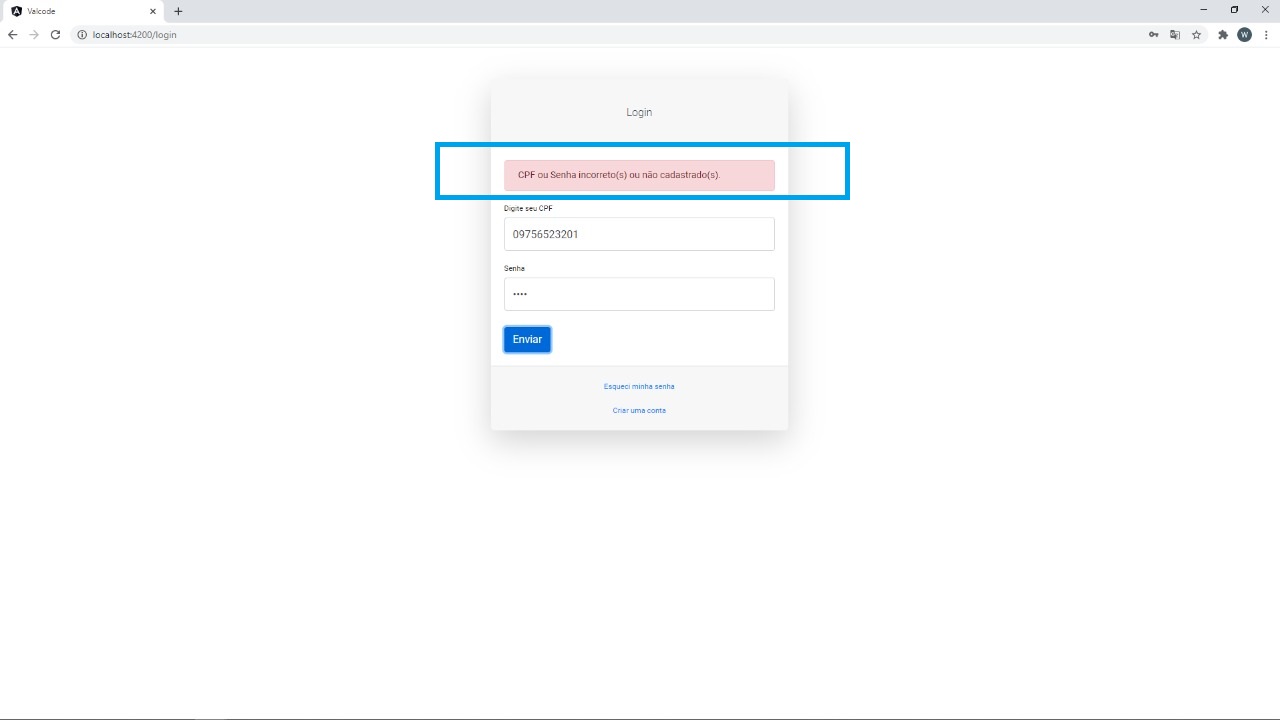 Valcode
localhost:4200/login
W
Login
CPF ou Senha incorreto(s) ou não cadastrado(s).
Digite seu CPF
09756523201
Senha
••••
Enviar
Esqueci minha senha
Criar uma conta